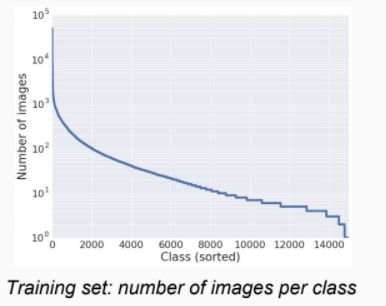 10^5
10^4
10^3
10^2
10^1
10^0
Number of images
0 2000 4000 6000 8000 10000 12000 14000
Class (sorted)
Training set: number of images per class